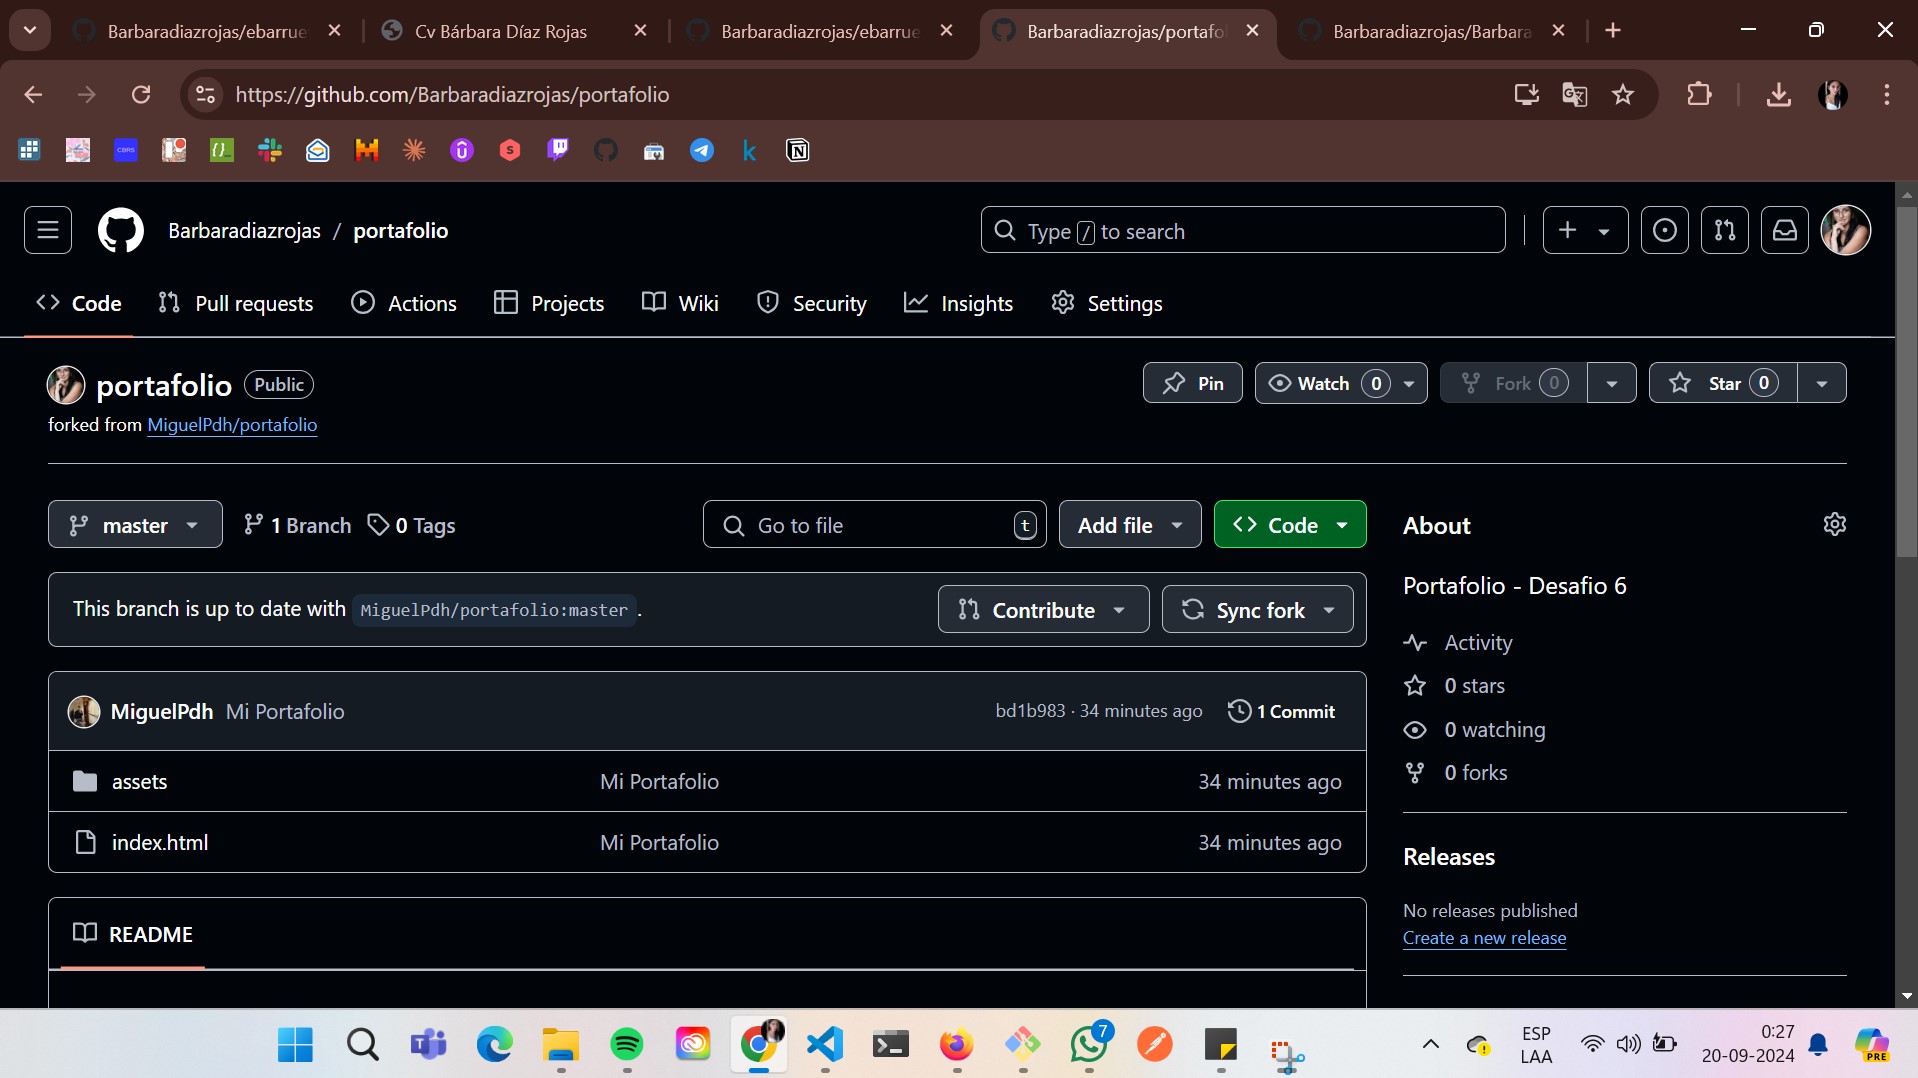 Barbaradiazrojas/ebarrue
Cv Bárbara Díaz Rojas
Barbaradiazrojas/ebarrue
Barbaradiazrojas/portafol
Barbaradiazrojas/Barbara
https://github.com/Barbaradiazrojas/portafolio
CBRS
Barbaradiazrojas / portafolio
Type / to search
Code
Pull requests
Actions
Projects
Wiki
Security
Insights
Settings
portafolio Public
Pin
Watch 0
Fork 0
Star 0
forked from MiguelPdh/portafolio
master
1 Branch
0 Tags
Go to file t
Add file
Code
About
Portafolio - Desafio 6
This branch is up to date with MiguelPdh/portafolio:master .
Contribute
Sync fork
Activity
0 stars
0 watching
0 forks
MiguelPdh Mi Portafolio
bd1b983 · 34 minutes ago
1 Commit
assets Mi Portafolio 34 minutes ago
index.html Mi Portafolio 34 minutes ago
Releases
No releases published
Create a new release
README
7
ESP
LAA
0:27
20-09-2024
PRE